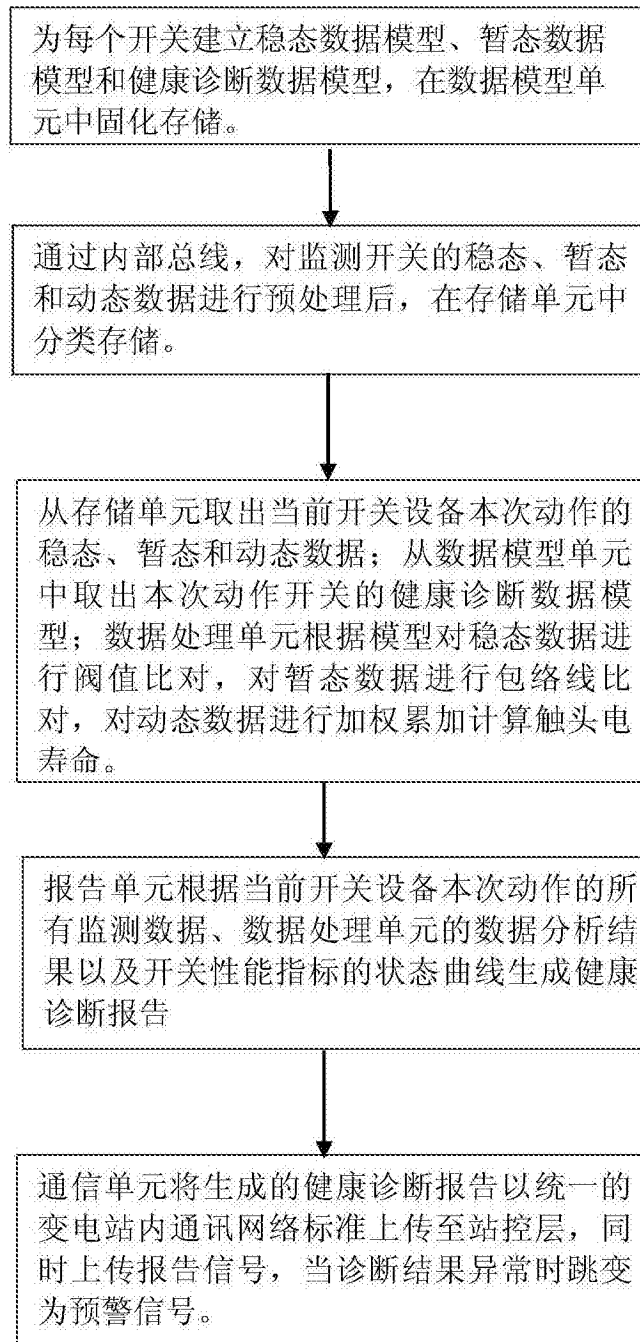 为每个开关建立稳态数据模型、暂态数据
模型和健康诊断数据模型，在数据模型单
元中固化存储。
通过内部总线，对监测开关的稳态、暂态
和动态数据进行预处理后，在存储单元中
分类存储。
从存储单元取出当前开关设备本次动作的
稳态、暂态和动态数据；从数据模型单元
中取出本次动作开关的健康诊断数据模
型；数据处理单元根据模型对稳态数据进
行阀值比对，对暂态数据进行包络线比
对，对动态数据进行加权累加计算触头电
寿命。
报告单元根据当前开关设备本次动作的所
有监测数据、数据处理单元的数据分析结
果以及开关性能指标的状态曲线生成健康
诊断报告
通信单元将生成的健康诊断报告以统一的
变电站内通讯网络标准上传至站控层，同
时上传报告信号，当诊断结果异常时跳变
为预警信号。